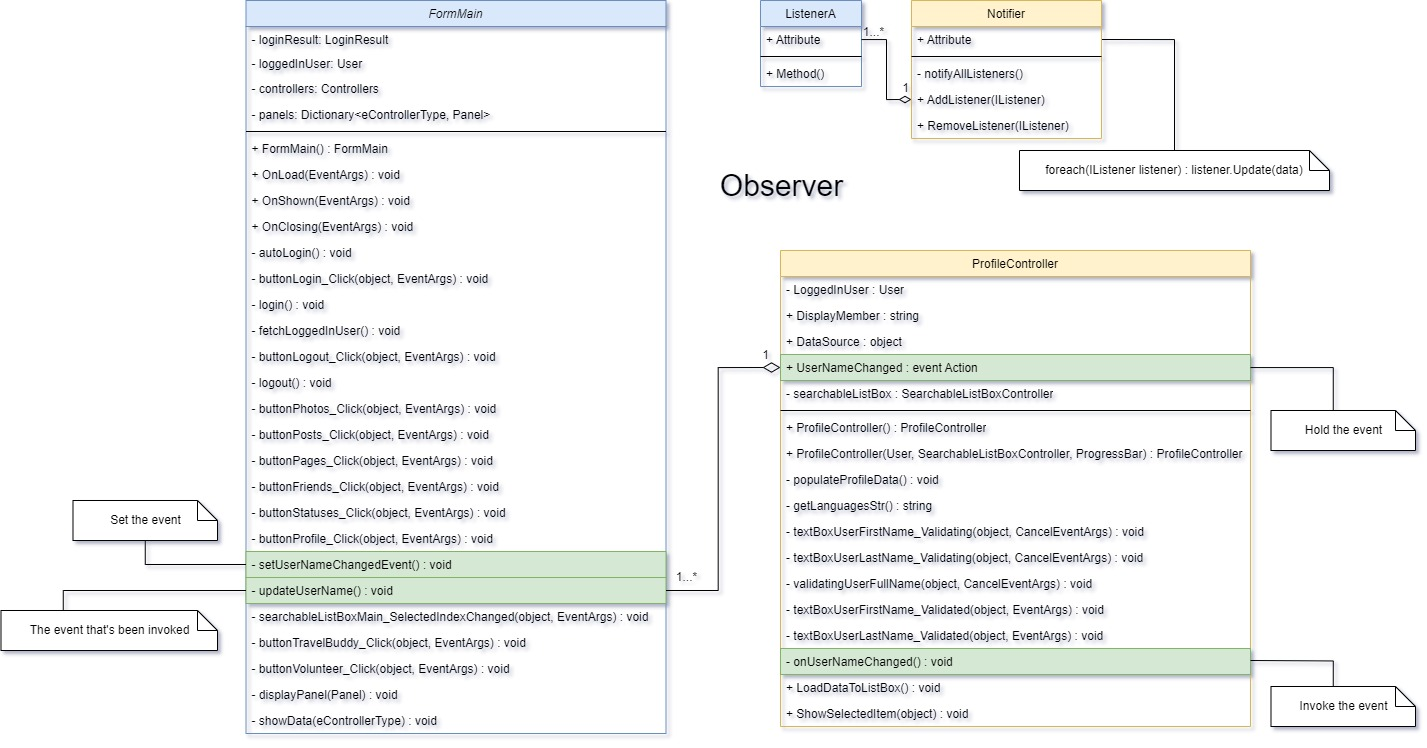 FormMain
- loginResult: LoginResult
- loggedInUser: User
- controllers: Controllers
- panels: Dictionary<eControllerType, Panel>
+ FormMain() : FormMain
+ OnLoad(EventArgs) : void
+ OnShown(EventArgs) : void
+ OnClosing(EventArgs) : void
- autoLogin() : void
- buttonLogin_Click(object, EventArgs) : void
- login() : void
- fetchLoggedInUser() : void
- buttonLogout_Click(object, EventArgs) : void
- logout() : void
- buttonPhotos_Click(object, EventArgs) : void
- buttonPosts_Click(object, EventArgs) : void
- buttonPages_Click(object, EventArgs) : void
- buttonFriends_Click(object, EventArgs) : void
- buttonStatuses_Click(object, EventArgs) : void
- buttonProfile_Click(object, EventArgs) : void
- setUserNameChangedEvent() : void
- updateUserName() : void
- searchableListBoxMain_SelectedIndexChanged(object, EventArgs) : void
- buttonTravelBuddy_Click(object, EventArgs) : void
- buttonVolunteer_Click(object, EventArgs) : void
- displayPanel(Panel) : void
- showData(eControllerType) : void
Set the event
The event that's been invoked
ListenerA
+ Attribute
+ Method()
1...*
1
Notifier
+ Attribute
- notifyAllListeners()
+ AddListener(IListener)
+ RemoveListener(IListener)
foreach(IListener listener) : listener.Update(data)
Observer
1
1...*
ProfileController
- LoggedInUser : User
+ DisplayMember : string
+ DataSource : object
+ UserNameChanged : event Action
- searchableListBox : SearchableListBoxController
+ ProfileController() : ProfileController
+ ProfileController(User, SearchableListBoxController, ProgressBar) : ProfileController
- populateProfileData() : void
- getLanguagesStr() : string
- textBoxUserFirstName_Validating(object, CancelEventArgs) : void
- textBoxUserLastName_Validating(object, CancelEventArgs) : void
- validatingUserFullName(object, CancelEventArgs) : void
- textBoxUserFirstName_Validated(object, EventArgs) : void
- textBoxUserLastName_Validated(object, EventArgs) : void
- onUserNameChanged() : void
+ LoadDataToListBox() : void
+ ShowSelectedItem(object) : void
Hold the event
Invoke the event